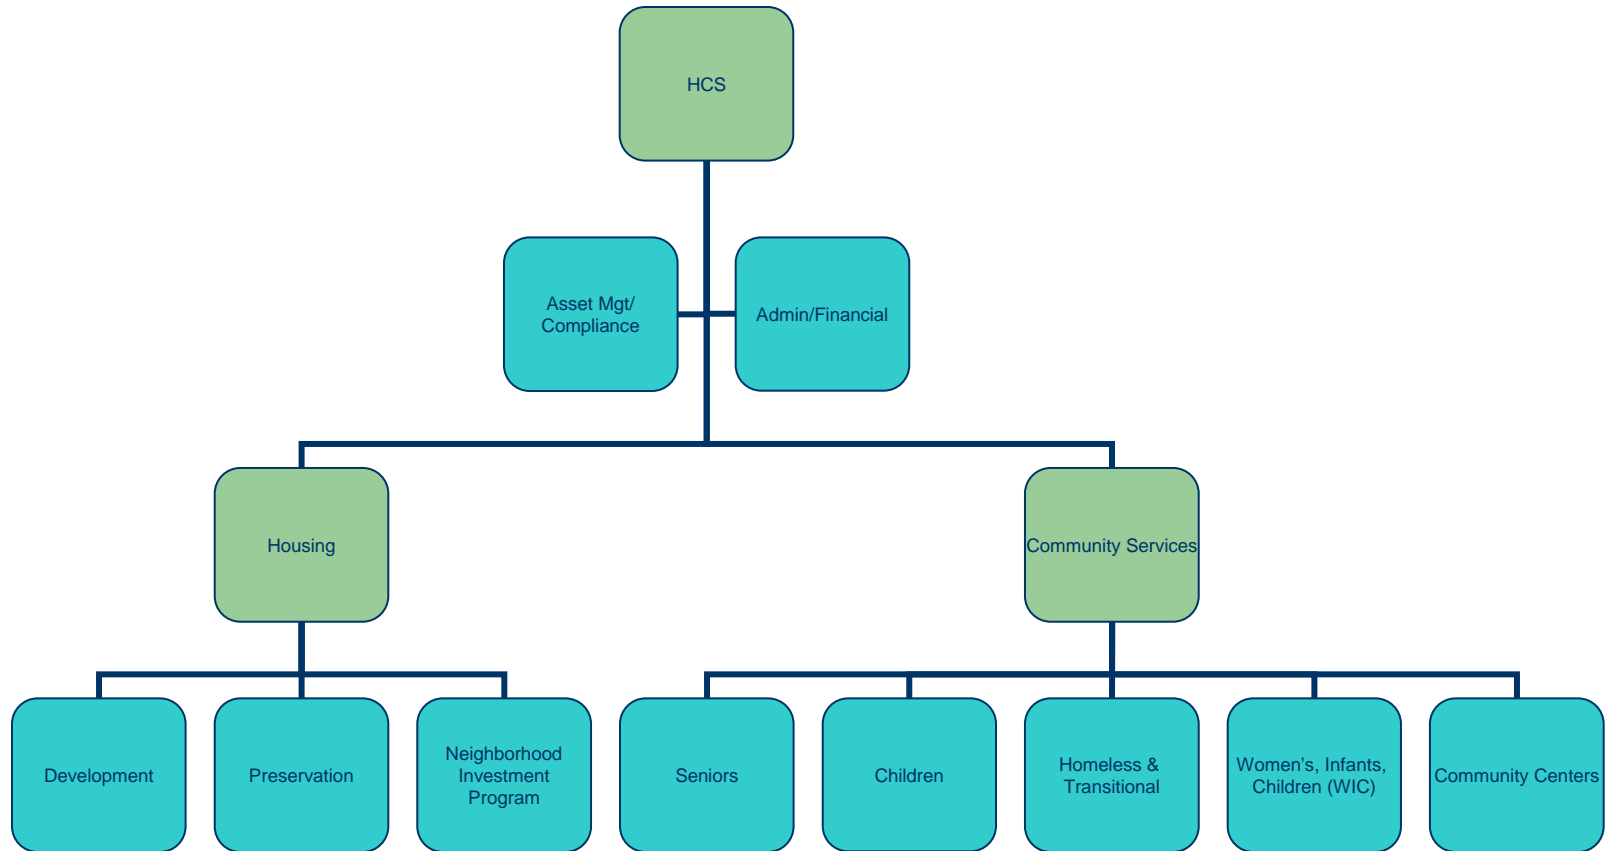 HCS
Asset Mgt/
Compliance
Admin/Financial
Housing
Community Services
Development
Preservation
Neighborhood
Investment
Program
Seniors
Children
Homeless &
Transitional
Women's, Infants,
Children (WIC)
Community Centers